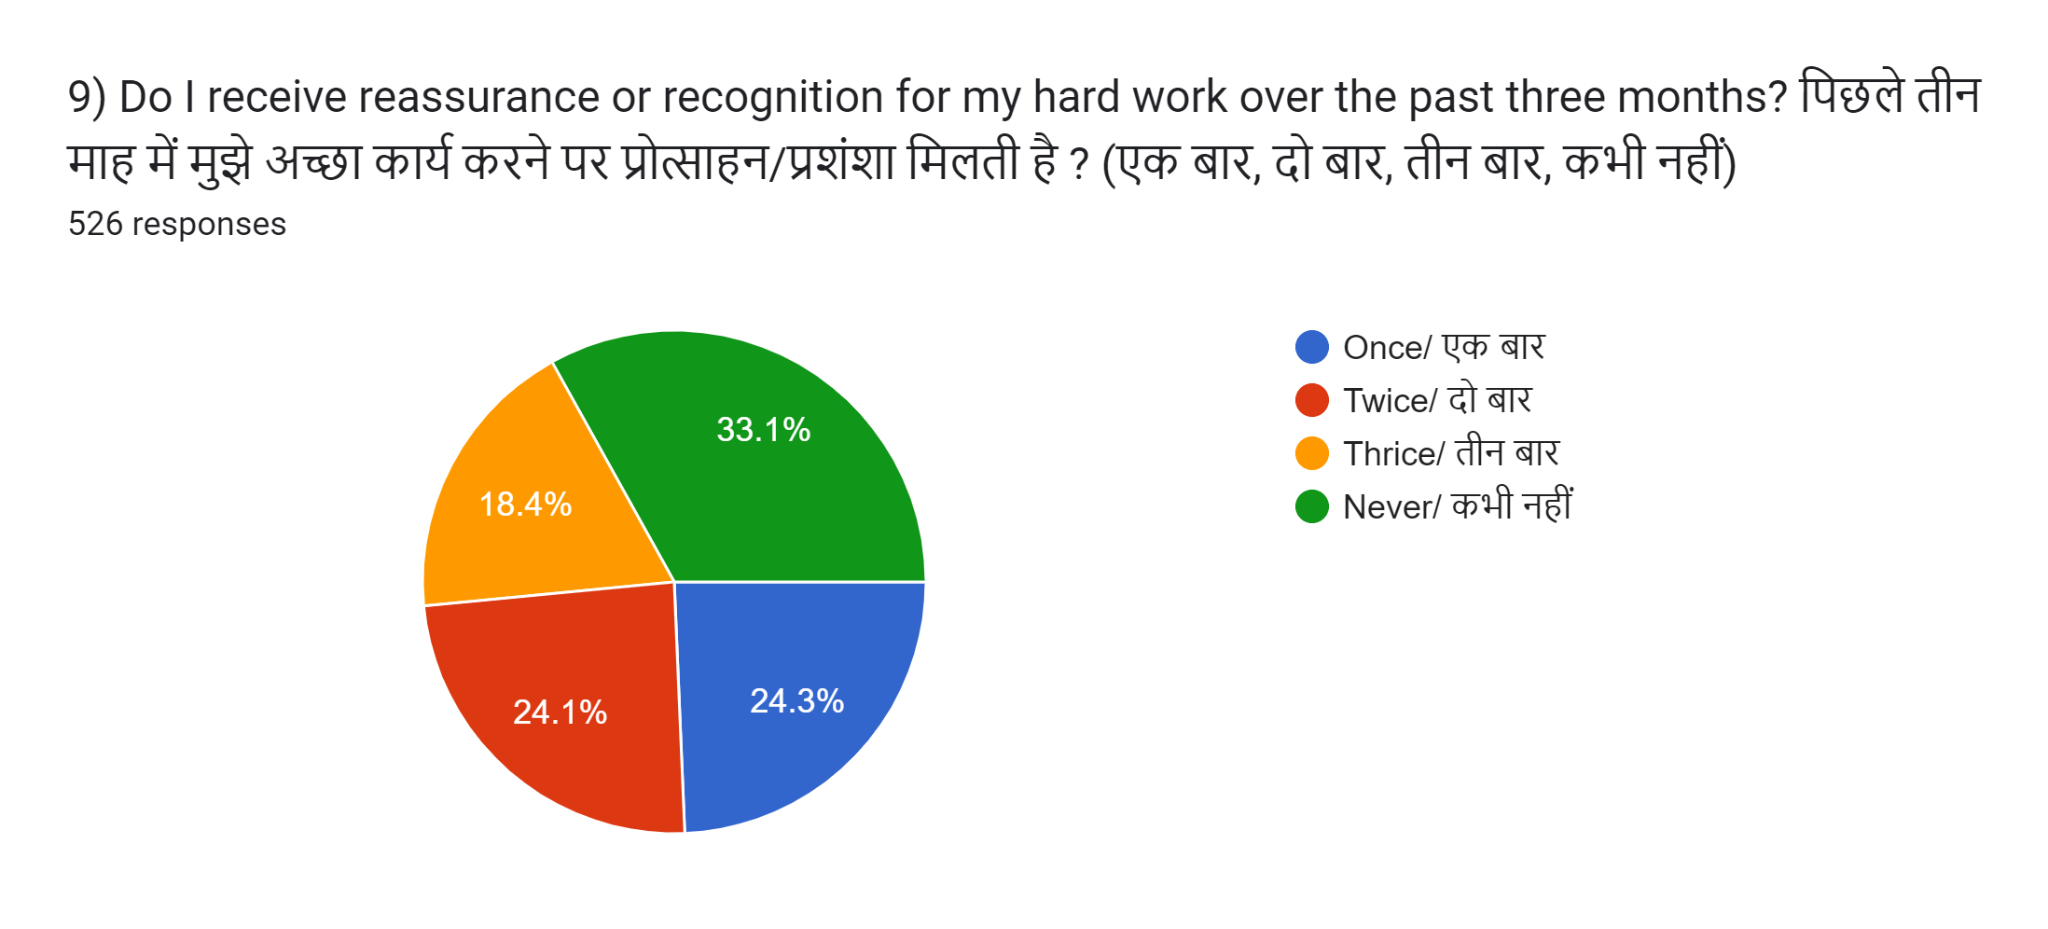 9) Do I receive reassurance or recognition for my hard work over the past three months? पिछले तीन
माह में मुझे अच्छा कार्य करने पर प्रोत्साहन/प्रशंशा मिलती है ? (एक बार, दो बार, तीन बार, कभी नहीं)
526 responses
Once/ एक बार
Twice/ दो बार
Thrice/ तीन बार
Never/ कभी नहीं
33.1%
18.4%
24.1%
24.3%